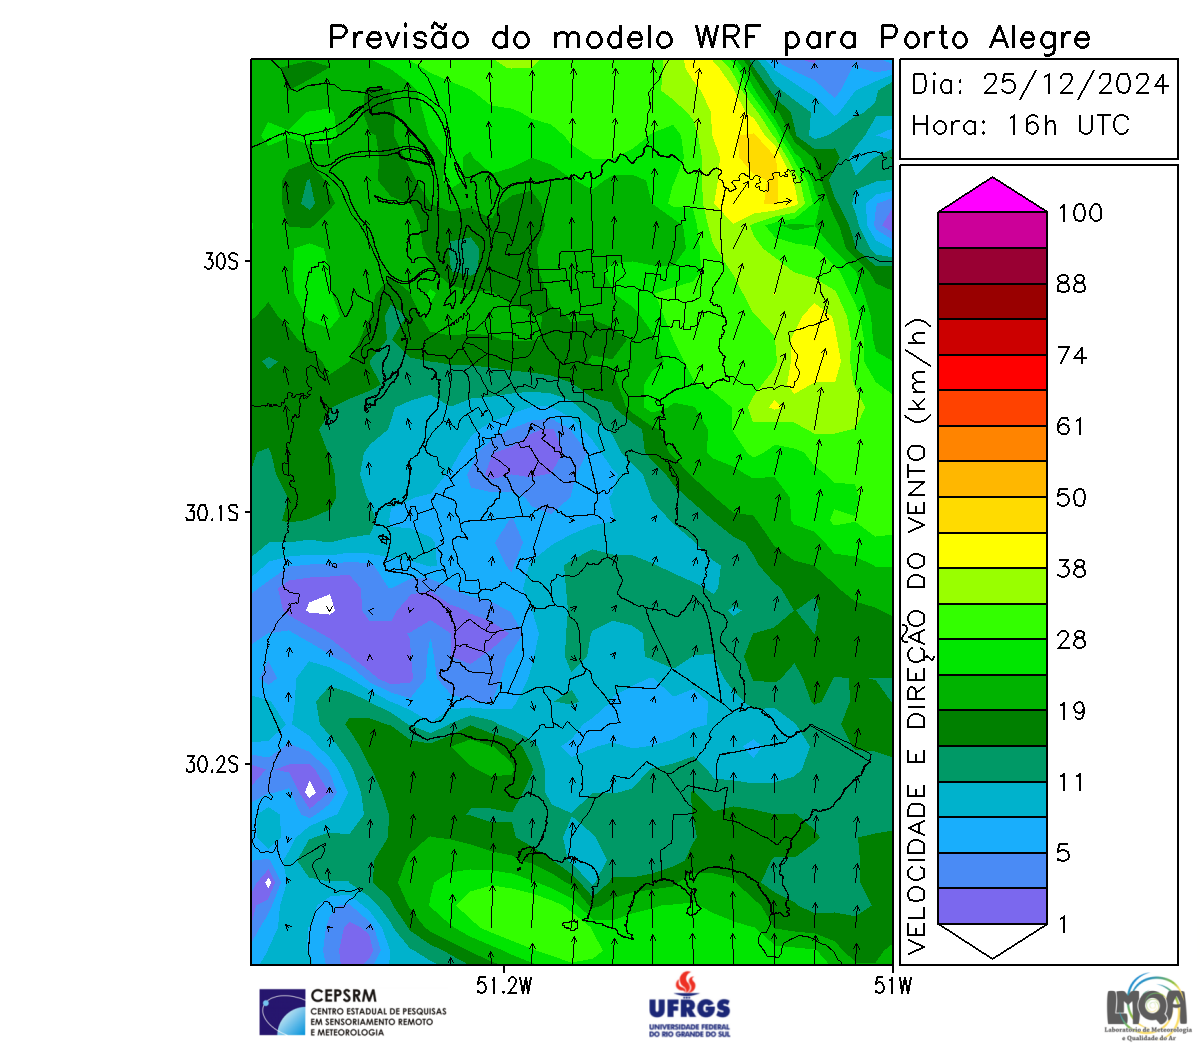 Previsão do modelo WRF para Porto Alegre
Dia: 25/12/2024
Hora: 16h UTC
30S
30.1S
30.2S
51.2W
51W
VELOCIDADE E DIREÇÃO DO VENTO (km/h)
100
88
74
61
50
38
28
19
11
5
1
CEPSRM
CENTRO ESTADUAL DE PESQUISAS
EM SENSORIAMENTO REMOTO
E METEOROLOGIA
UFRGS
UNIVERSIDADE FEDERAL
DO RIO GRANDE DO SUL
LMQA
Laboratório de Meteorologia
e Qualidade do Ar